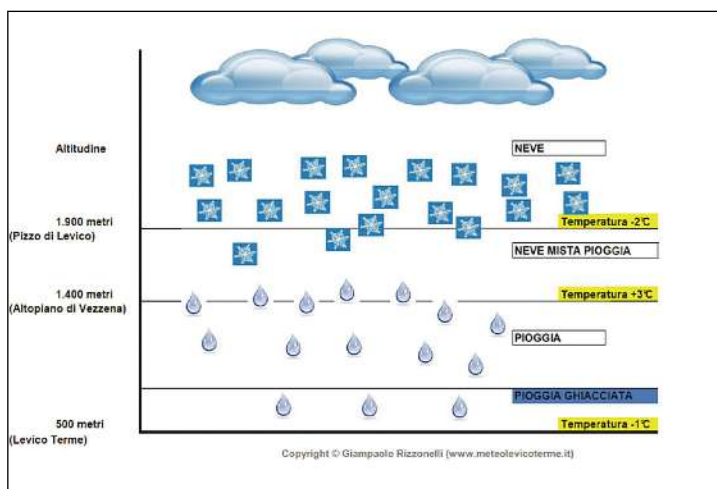 Altitudine
NEVE
1.900 metri
(Pizzo di Levico)
Temperatura -2°C
NEVE MISTA PIOGGIA
1.400 metri
(Altopiano di Vezzena)
Temperatura +3°C
PIOGGIA
PIOGGIA GHIACCIATA
500 metri
(Levico Terme)
Temperatura -1°C
Copyright © Giampaolo Rizzonelli (www.meteolevicoterme.it)